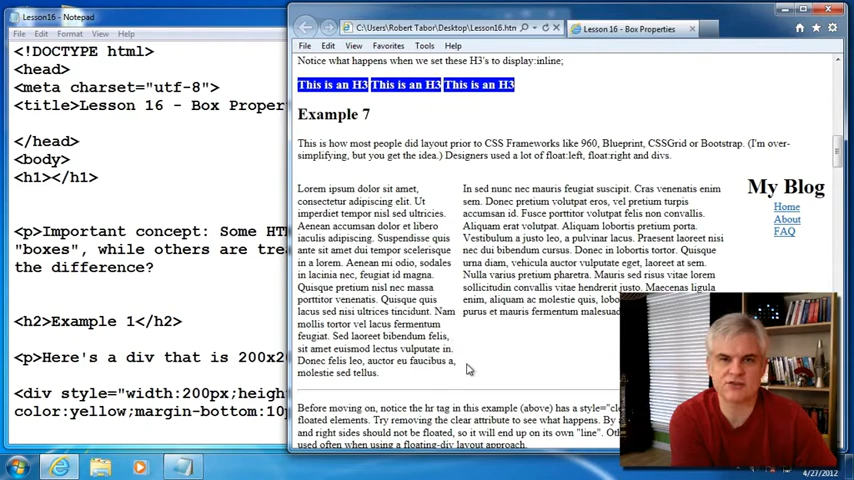 Lesson16 - Notepad
File Edit Format View Help
<!DOCTYPE html>
<head>
<meta charset="utf-8">
<title>Lesson 16 - Box Proper
</head>
<body>
<h1></h1>
<p>Important concept: Some HTM
"boxes", while others are trea
the difference?
<h2>Example 1</h2>
<p>Here's a div that is 200x20
<div style="width:200px;height
color:yellow;margin-bottom:10p
C:\Users\Robert Tabor\Desktop\Lesson16.htm
Lesson 16 - Box Properties
File Edit View Favorites Tools Help
Notice what happens when we set these H3's to display:inline;
This is an H3 This is an H3 This is an H3
Example 7
This is how most people did layout prior to CSS Frameworks like 960, Blueprint, CSSGrid or Bootstrap. (I'm over-
simplifying, but you get the idea.) Designers used a lot of float:left, float:right and divs.
Lorem ipsum dolor sit amet,
consectetur adipiscing elit. Ut
imperdiet tempor nisl sed ultricies.
Aenean accumsan dolor et libero
iaculis adipiscing. Suspendisse quis
ante sit amet dui tempor scelerisque
in a lorem. Aenean mi odio, sodales
in lacinia nec, feugiat id magna.
Quisque pretium nisl nec massa
porttitor venenatis. Quisque quis
lacus sed nisi ultrices tincidunt. Nam
mollis tortor vel lacus fermentum
feugiat. Sed laoreet bibendum felis,
sit amet euismod lectus vulputate in.
Donec felis leo, auctor eu faucibus a,
molestie sed tellus.
In sed nunc nec mauris feugiat suscipit. Cras venenatis enim
sem. Donec pretium volutpat eros, vel pretium turpis
accumsan id. Fusce porttitor volutpat felis non convallis.
Aliquam erat volutpat. Aliquam lobortis pretium porta.
Vestibulum a justo leo, a pulvinar lacus. Praesent laoreet nisi
nec dui bibendum cursus. Donec in lobortis tortor. Quisque
urna diam, vehicula auctor vulputate eget, laoreet at sem.
Nulla varius pretium pharetra. Mauris sed risus vitae lorem
sollicitudin convallis vitae hendrerit justo. Maecenas ligula
enim, aliquam ac molestie quis, lobo
purus et mauris fermentum malesuad
My Blog
Home
About
FAQ
Before moving on, notice the hr tag in this example (above) has a style="cle
floated elements. Try removing the clear attribute to see what happens. By
and right sides should not be floated, so it will end up on its own "line". Oth
used often when using a floating-div layout approach.
4/27/2012